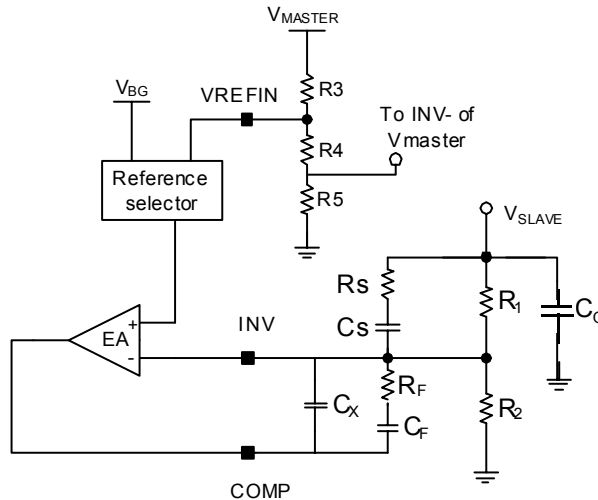 VMASTER
VBG
VREFIN
R3
To INV- of
Vmaster
R4
Reference
selector
R5
VSLAVE
Rs
R1
CO
INV
Cs
EA
+
-
RF
CX
R2
CF
COMP